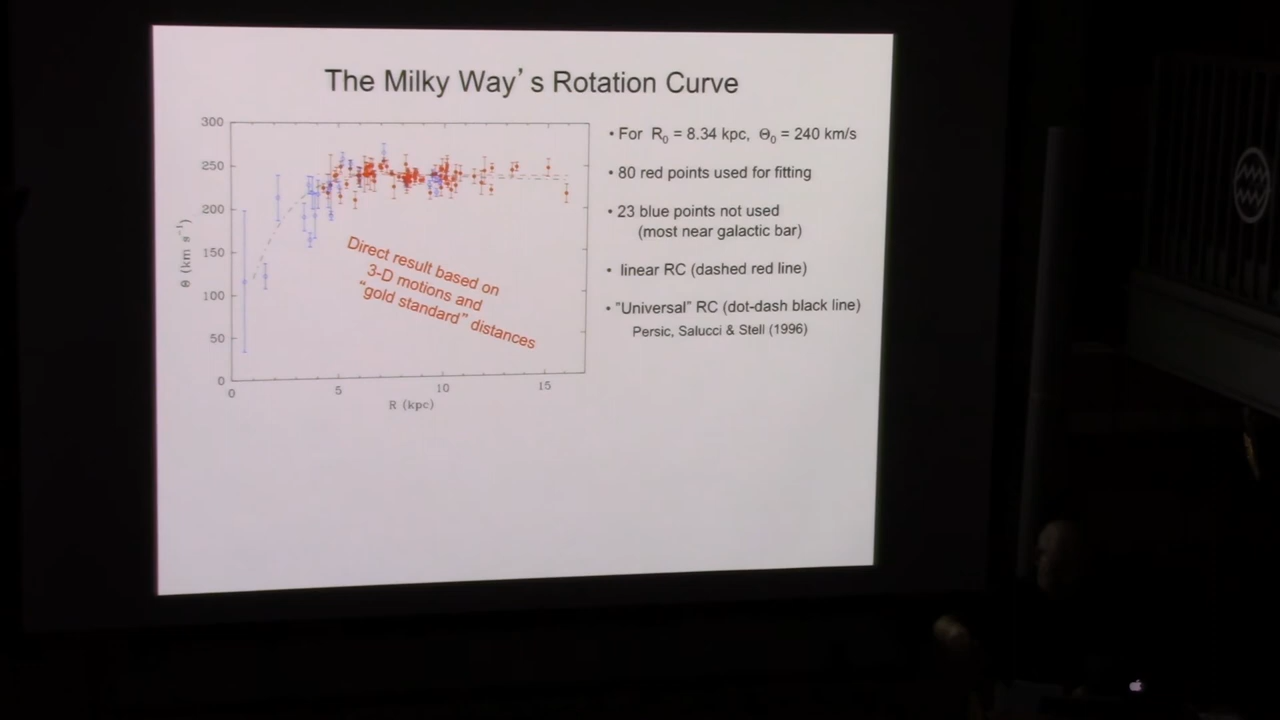 The Milky Way's Rotation Curve
300
250
200
150
100
50
0
Θ (km s⁻¹)
0
5
10
15
R (kpc)
Direct result based on
3-D motions and
"gold standard" distances
• For R₀ = 8.34 kpc, Θ₀ = 240 km/s
• 80 red points used for fitting
• 23 blue points not used
(most near galactic bar)
• linear RC (dashed red line)
• "Universal" RC (dot-dash black line)
Persic, Salucci & Stell (1996)